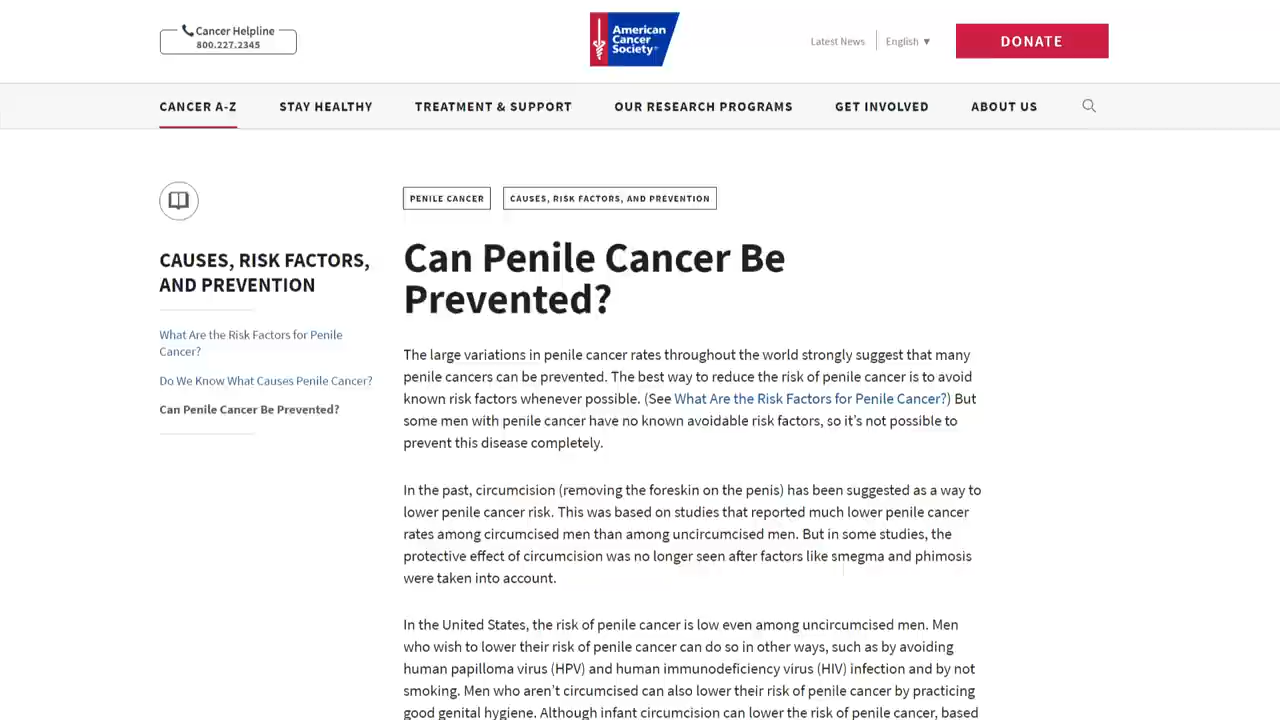 Cancer Helpline
800.227.2345
American
Cancer
Society
Latest News
English ▼
DONATE
CANCER A-Z
STAY HEALTHY
TREATMENT & SUPPORT
OUR RESEARCH PROGRAMS
GET INVOLVED
ABOUT US
CAUSES, RISK FACTORS,
AND PREVENTION
What Are the Risk Factors for Penile
Cancer?
Do We Know What Causes Penile Cancer?
Can Penile Cancer Be Prevented?
PENILE CANCER
CAUSES, RISK FACTORS, AND PREVENTION
Can Penile Cancer Be
Prevented?
The large variations in penile cancer rates throughout the world strongly suggest that many
penile cancers can be prevented. The best way to reduce the risk of penile cancer is to avoid
known risk factors whenever possible. (See What Are the Risk Factors for Penile Cancer?) But
some men with penile cancer have no known avoidable risk factors, so it’s not possible to
prevent this disease completely.
In the past, circumcision (removing the foreskin on the penis) has been suggested as a way to
lower penile cancer risk. This was based on studies that reported much lower penile cancer
rates among circumcised men than among uncircumcised men. But in some studies, the
protective effect of circumcision was no longer seen after factors like smegma and phimosis
were taken into account.
In the United States, the risk of penile cancer is low even among uncircumcised men. Men
who wish to lower their risk of penile cancer can do so in other ways, such as by avoiding
human papilloma virus (HPV) and human immunodeficiency virus (HIV) infection and by not
smoking. Men who aren’t circumcised can also lower their risk of penile cancer by practicing
good genital hygiene. Although infant circumcision can lower the risk of penile cancer, based